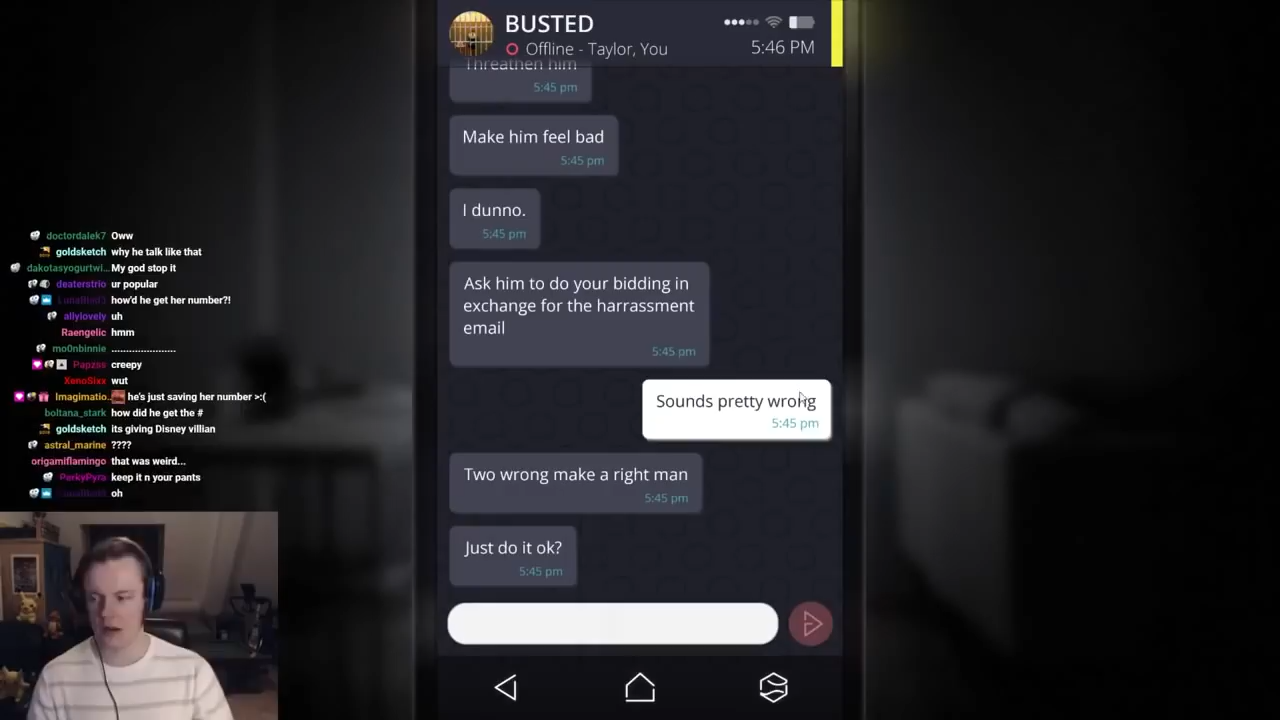 BUSTED
Offline - Taylor, You
5:46 PM
Threathen him
5:45 pm
Make him feel bad
5:45 pm
I dunno.
5:45 pm
Ask him to do your bidding in
exchange for the harrassment
email
5:45 pm
Sounds pretty wrong
5:45 pm
Two wrong make a right man
5:45 pm
Just do it ok?
5:45 pm
doctordalek7 Oww
goldsketch why he talk like that
dakotasyogurtwi... My god stop it
deaterstrio ur popular
how'd he get her number?!
allylovely uh
Raengelic hmm
mo0nbinnie ......................
Papzss creepy
XenoSixx wut
Imaginatio... he's just saving her number >:(
boltana_stark how did he get the #
goldsketch its giving Disney villian
astral_marine ????
origamiflamingo that was weird...
PerkyPyra keep it n your pants
oh